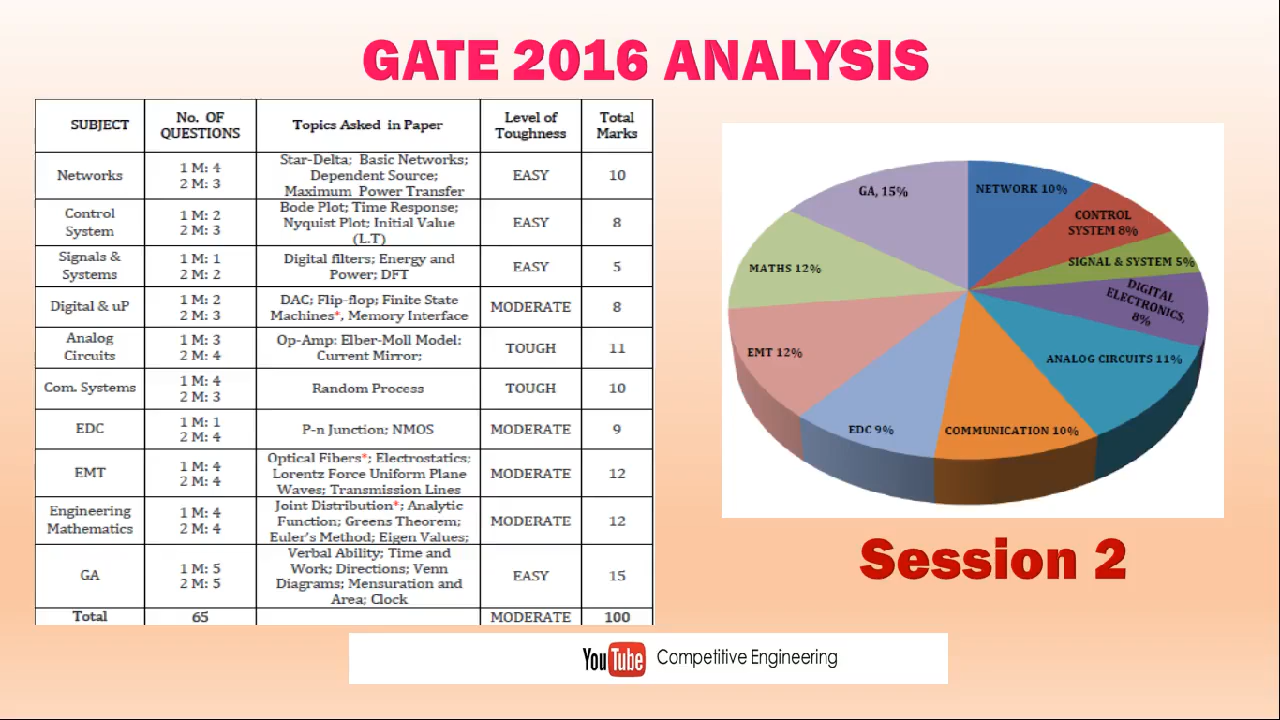 GATE 2016 ANALYSIS
SUBJECT
No. OF
QUESTIONS
Topics Asked in Paper
Level of
Toughness
Total
Marks
Networks
1 M: 4
2 M: 3
Star-Delta; Basic Networks;
Dependent Source;
Maximum Power Transfer
EASY
10
Control
System
1 M: 2
2 M: 3
Bode Plot; Time Response;
Nyquist Plot; Initial Value
(L.T)
EASY
8
Signals &
Systems
1 M: 1
2 M: 2
Digital filters; Energy and
Power; DFT
EASY
5
Digital & uP
1 M: 2
2 M: 3
DAC; Flip-flop; Finite State
Machines*, Memory Interface
MODERATE
8
Analog
Circuits
1 M: 3
2 M: 4
Op-Amp: Elber-Moll Model:
Current Mirror;
TOUGH
11
Com. Systems
1 M: 4
2 M: 3
Random Process
TOUGH
10
EDC
1 M: 1
2 M: 4
P-n Junction; NMOS
MODERATE
9
EMT
1 M: 4
2 M: 4
Optical Fibers*; Electrostatics;
Lorentz Force Uniform Plane
Waves; Transmission Lines
MODERATE
12
Engineering
Mathematics
1 M: 4
2 M: 4
Joint Distribution*; Analytic
Function; Greens Theorem;
Euler's Method; Eigen Values;
MODERATE
12
GA
1 M: 5
2 M: 5
Verbal Ability; Time and
Work; Directions; Venn
Diagrams; Mensuration and
Area; Clock
EASY
15
Total
65
MODERATE
100
GA, 15%
NETWORK 10%
CONTROL
SYSTEM 8%
SIGNAL & SYSTEM 5%
DIGITAL
ELECTRONICS,
8%
ANALOG CIRCUITS 11%
COMMUNICATION 10%
EDC 9%
EMT 12%
MATHS 12%
Session 2
YouTube Competitive Engineering